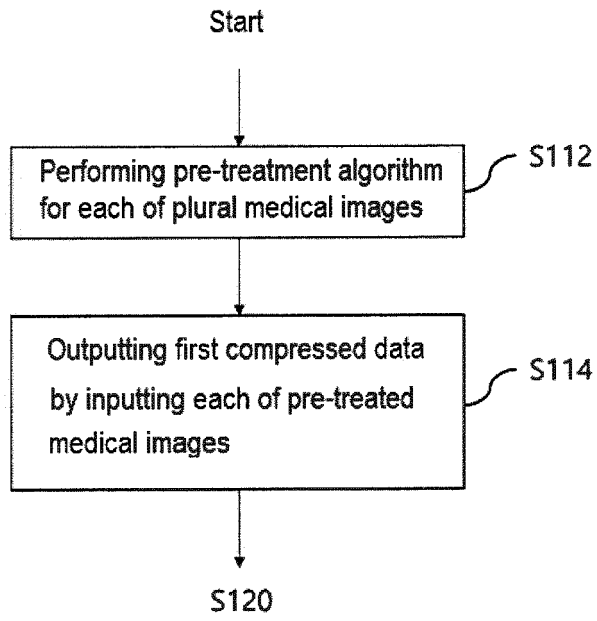 Start
Performing pre-treatment algorithm
for each of plural medical images
S112
Outputting first compressed data
by inputting each of pre-treated
medical images
S114
S120